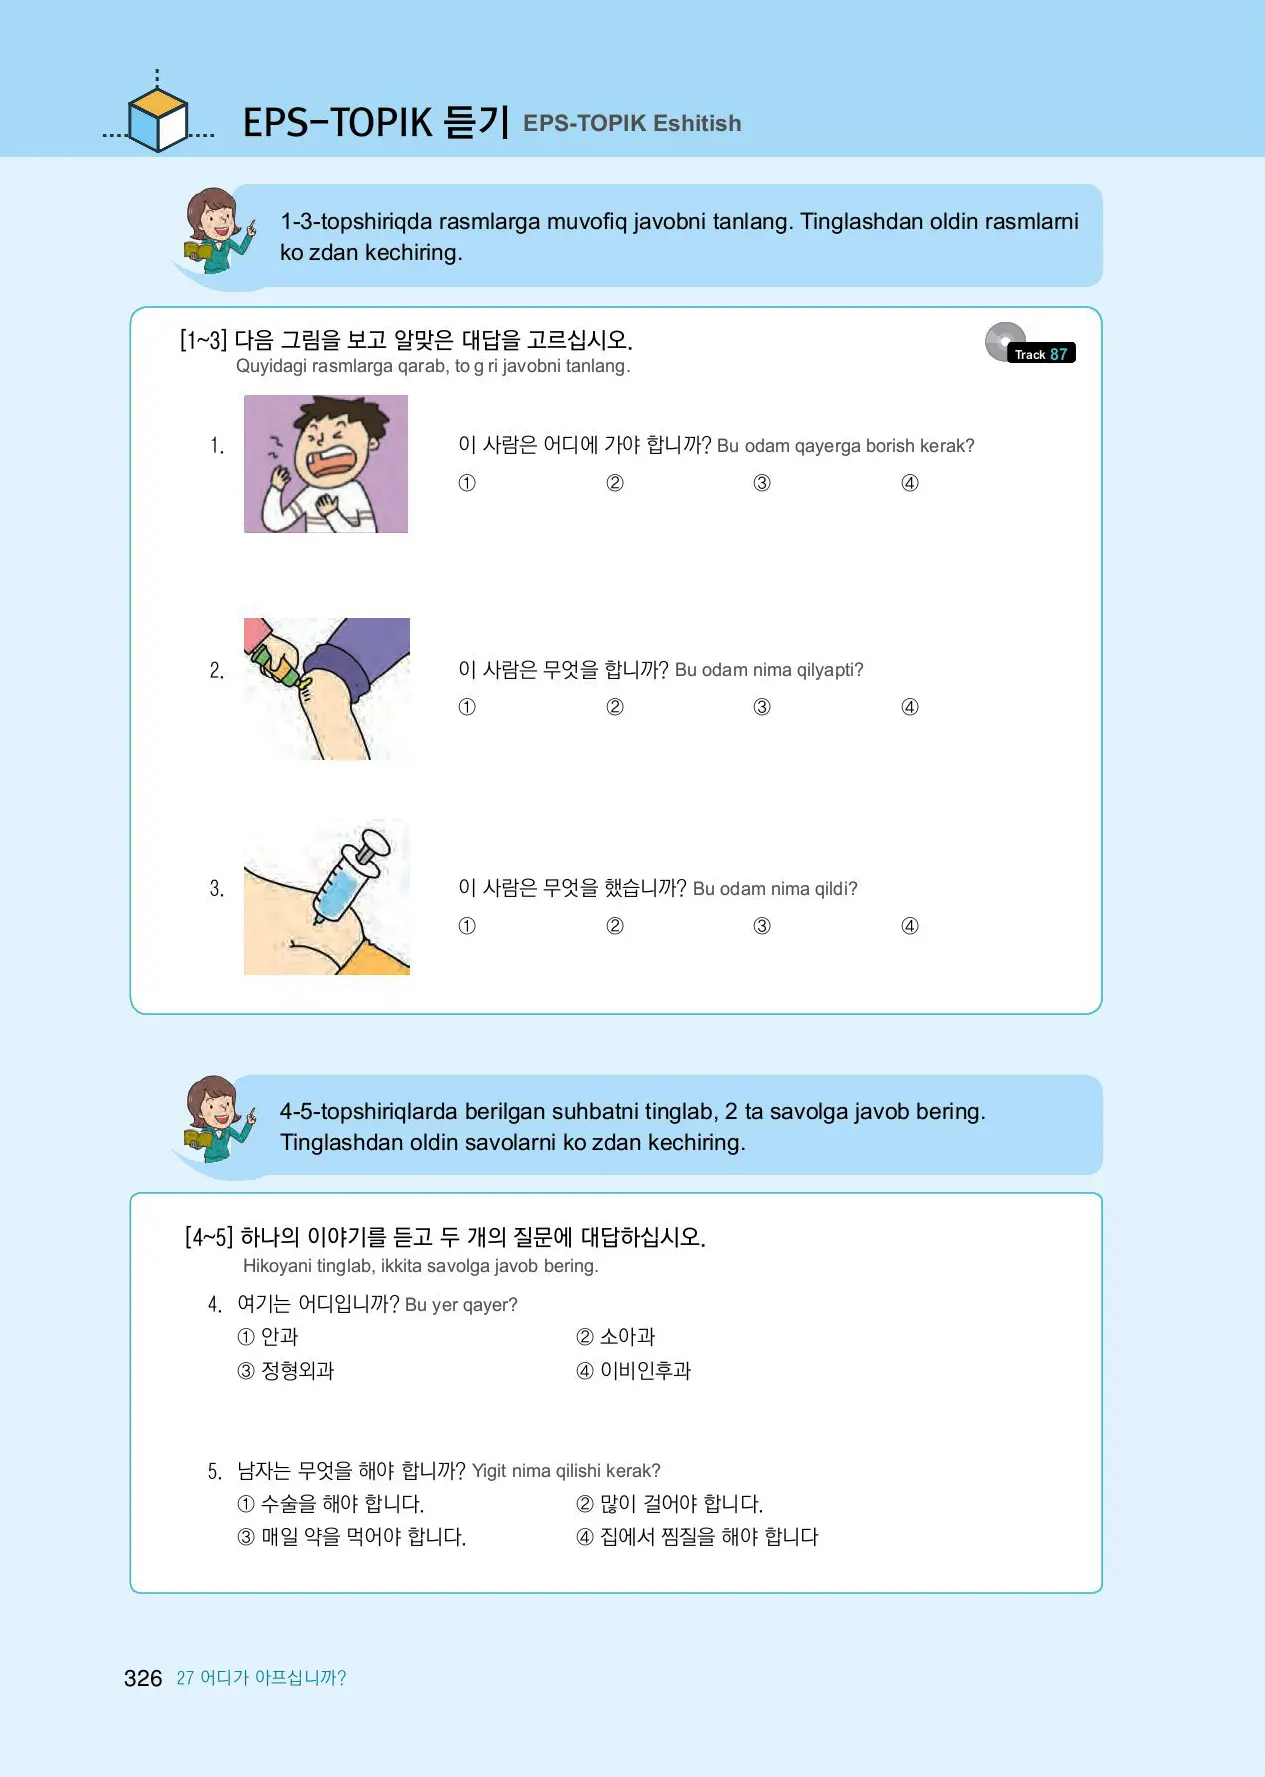 EPS-TOPIK 듣기 EPS-TOPIK Eshitish
1-3-topshiriqda rasmlarga muvofiq javobni tanlang. Tinglashdan oldin rasmlarni
ko zdan kechiring.
[1~3] 다음 그림을 보고 알맞은 대답을 고르십시오.
Track 87
Quyidagi rasmlarga qarab, to g ri javobni tanlang.
1. 이 사람은 어디에 가야 합니까? Bu odam qayerga borish kerak?
① ② ③ ④
2. 이 사람은 무엇을 합니까? Bu odam nima qilyapti?
① ② ③ ④
3. 이 사람은 무엇을 했습니까? Bu odam nima qildi?
① ② ③ ④
4-5-topshiriqlarda berilgan suhbatni tinglab, 2 ta savolga javob bering.
Tinglashdan oldin savolarni ko zdan kechiring.
[4~5] 하나의 이야기를 듣고 두 개의 질문에 대답하십시오.
Hikoyani tinglab, ikkita savolga javob bering.
4. 여기는 어디입니까? Bu yer qayer?
① 안과 ② 소아과
③ 정형외과 ④ 이비인후과
5. 남자는 무엇을 해야 합니까? Yigit nima qilishi kerak?
① 수술을 해야 합니다. ② 많이 걸어야 합니다.
③ 매일 약을 먹어야 합니다. ④ 집에서 찜질을 해야 합니다
326 27 어디가 아프십니까?